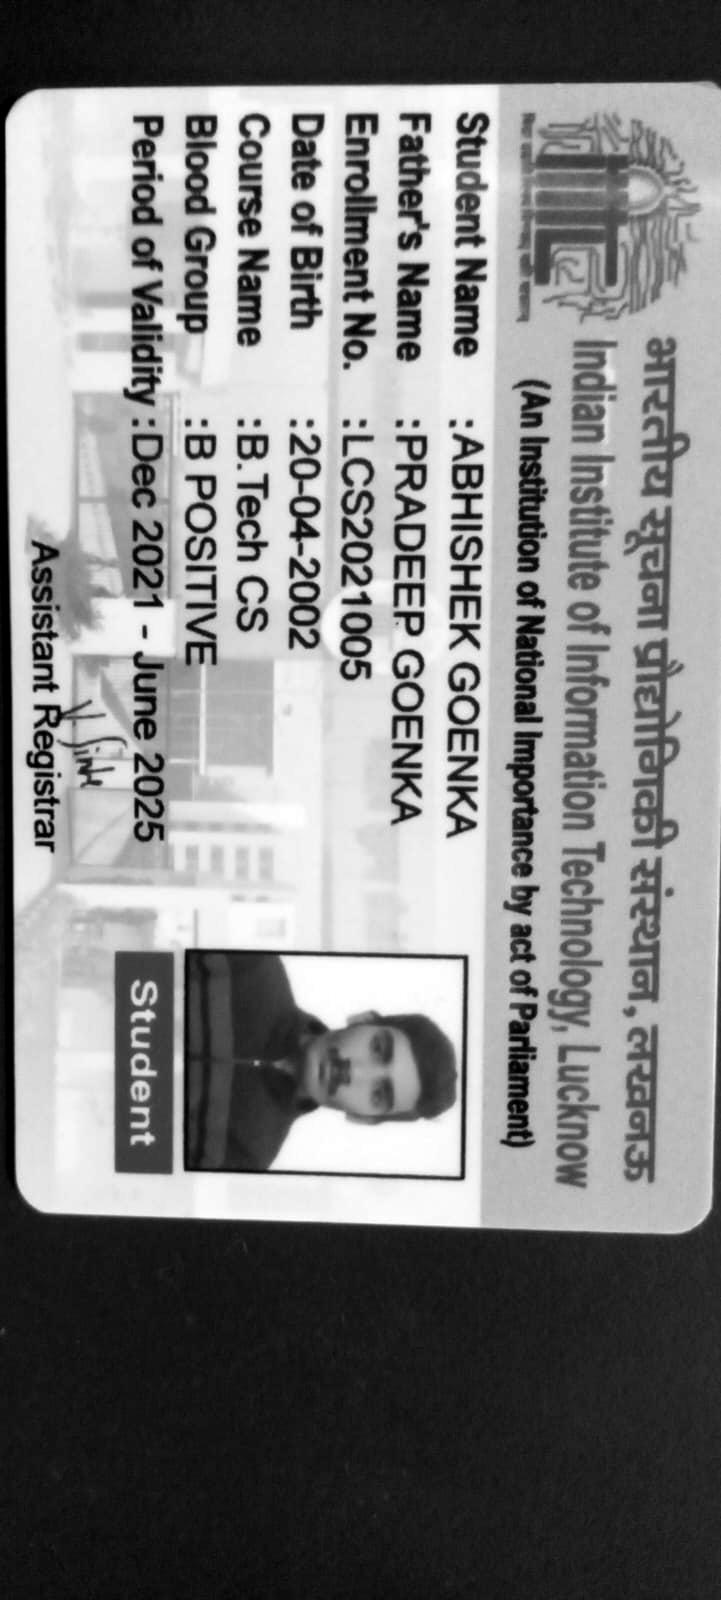 भारतीय सूचना प्रौद्योगिकी संस्थान, लखनऊ
Indian Institute of Information Technology, Lucknow
(An Institution of National Importance by act of Parliament)
Student Name :ABHISHEK GOENKA
Father's Name :PRADEEP GOENKA
Enrollment No. :LCS2021005
Date of Birth :20-04-2002
Course Name :B.Tech CS
Blood Group :B POSITIVE
Period of Validity :Dec 2021 - June 2025
Assistant Registrar
Student